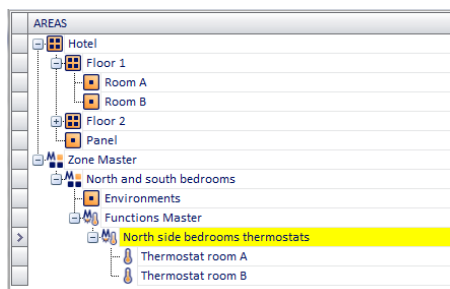 AREAS
Hotel
Floor 1
Room A
Room B
Floor 2
Panel
Zone Master
North and south bedrooms
Environments
Functions Master
North side bedrooms thermostats
Thermostat room A
Thermostat room B